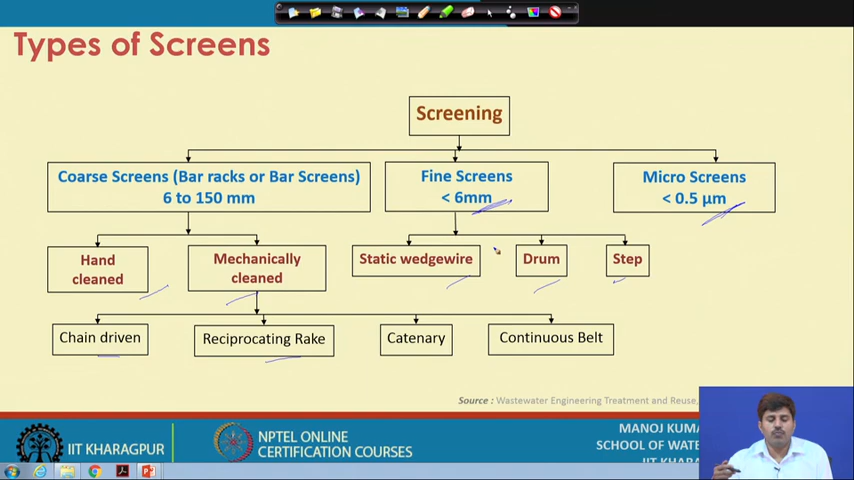 Types of Screens
Screening
Coarse Screens (Bar racks or Bar Screens)
6 to 150 mm
Fine Screens
< 6mm
Micro Screens
< 0.5 µm
Hand
cleaned
Mechanically
cleaned
Static wedgewire
Drum
Step
Chain driven
Reciprocating Rake
Catenary
Continuous Belt
Source : Wastewater Engineering Treatment and Reuse,
IIT KHARAGPUR
NPTEL ONLINE
CERTIFICATION COURSES
MANOJ KUMA
SCHOOL OF WATE
IIT KHARA